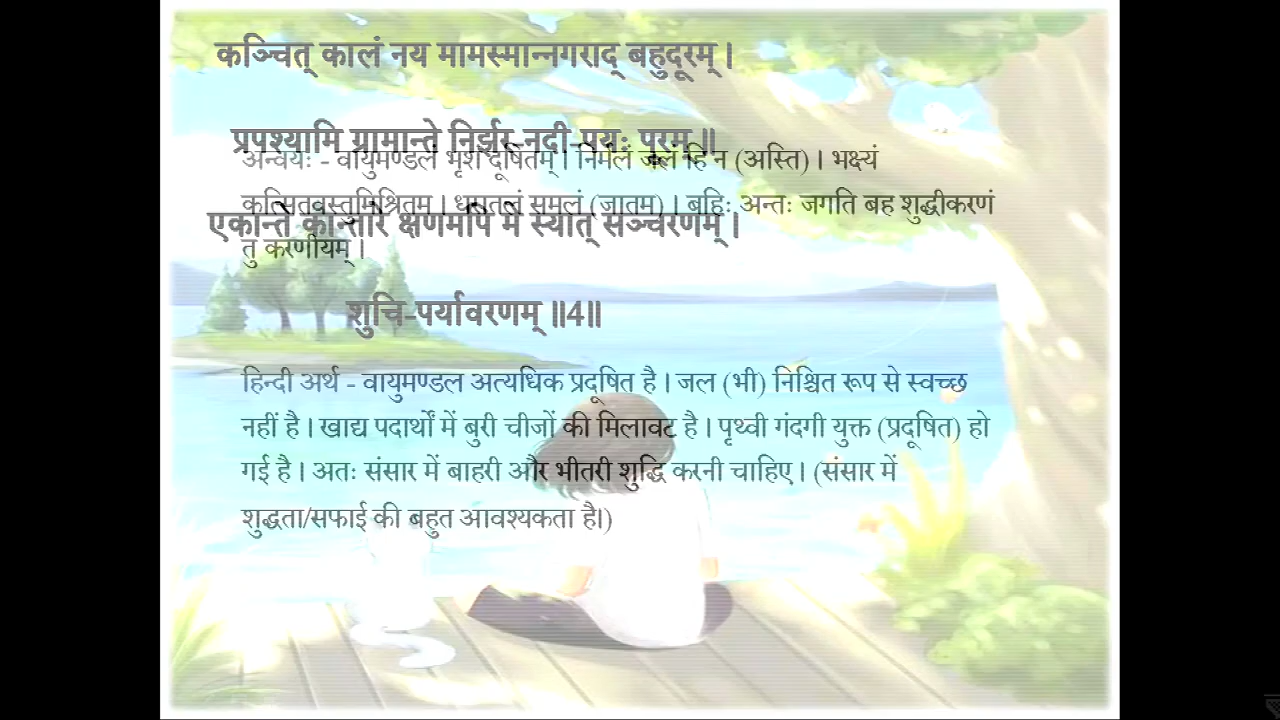 कञ्चित् कालं नय मामस्मान्नगराद् बहुदूरम् ।
प्रपश्यामि ग्रामान्ते निर्झर-नदी-पयः पूरम् ॥
अन्वयः - वायुमण्डलं भृशं दूषितम् । निर्मलं जलं हि न (अस्ति) । भक्ष्यं
कुत्सितवस्तुमिश्रितम् । धरातलं समलं (जातम्) । बहिः अन्तः जगति बहु शुद्धीकरणं
एकान्ते कान्तारे क्षणमपि मे स्यात् सञ्चरणम् ।
तु करणीयम् ।
शुचि-पर्यावरणम् ॥4॥
हिन्दी अर्थ - वायुमण्डल अत्यधिक प्रदूषित है । जल (भी) निश्चित रूप से स्वच्छ
नहीं है । खाद्य पदार्थों में बुरी चीजों की मिलावट है । पृथ्वी गंदगी युक्त (प्रदूषित) हो
गई है । अतः संसार में बाहरी और भीतरी शुद्धि करनी चाहिए । (संसार में
शुद्धता/सफाई की बहुत आवश्यकता है।)